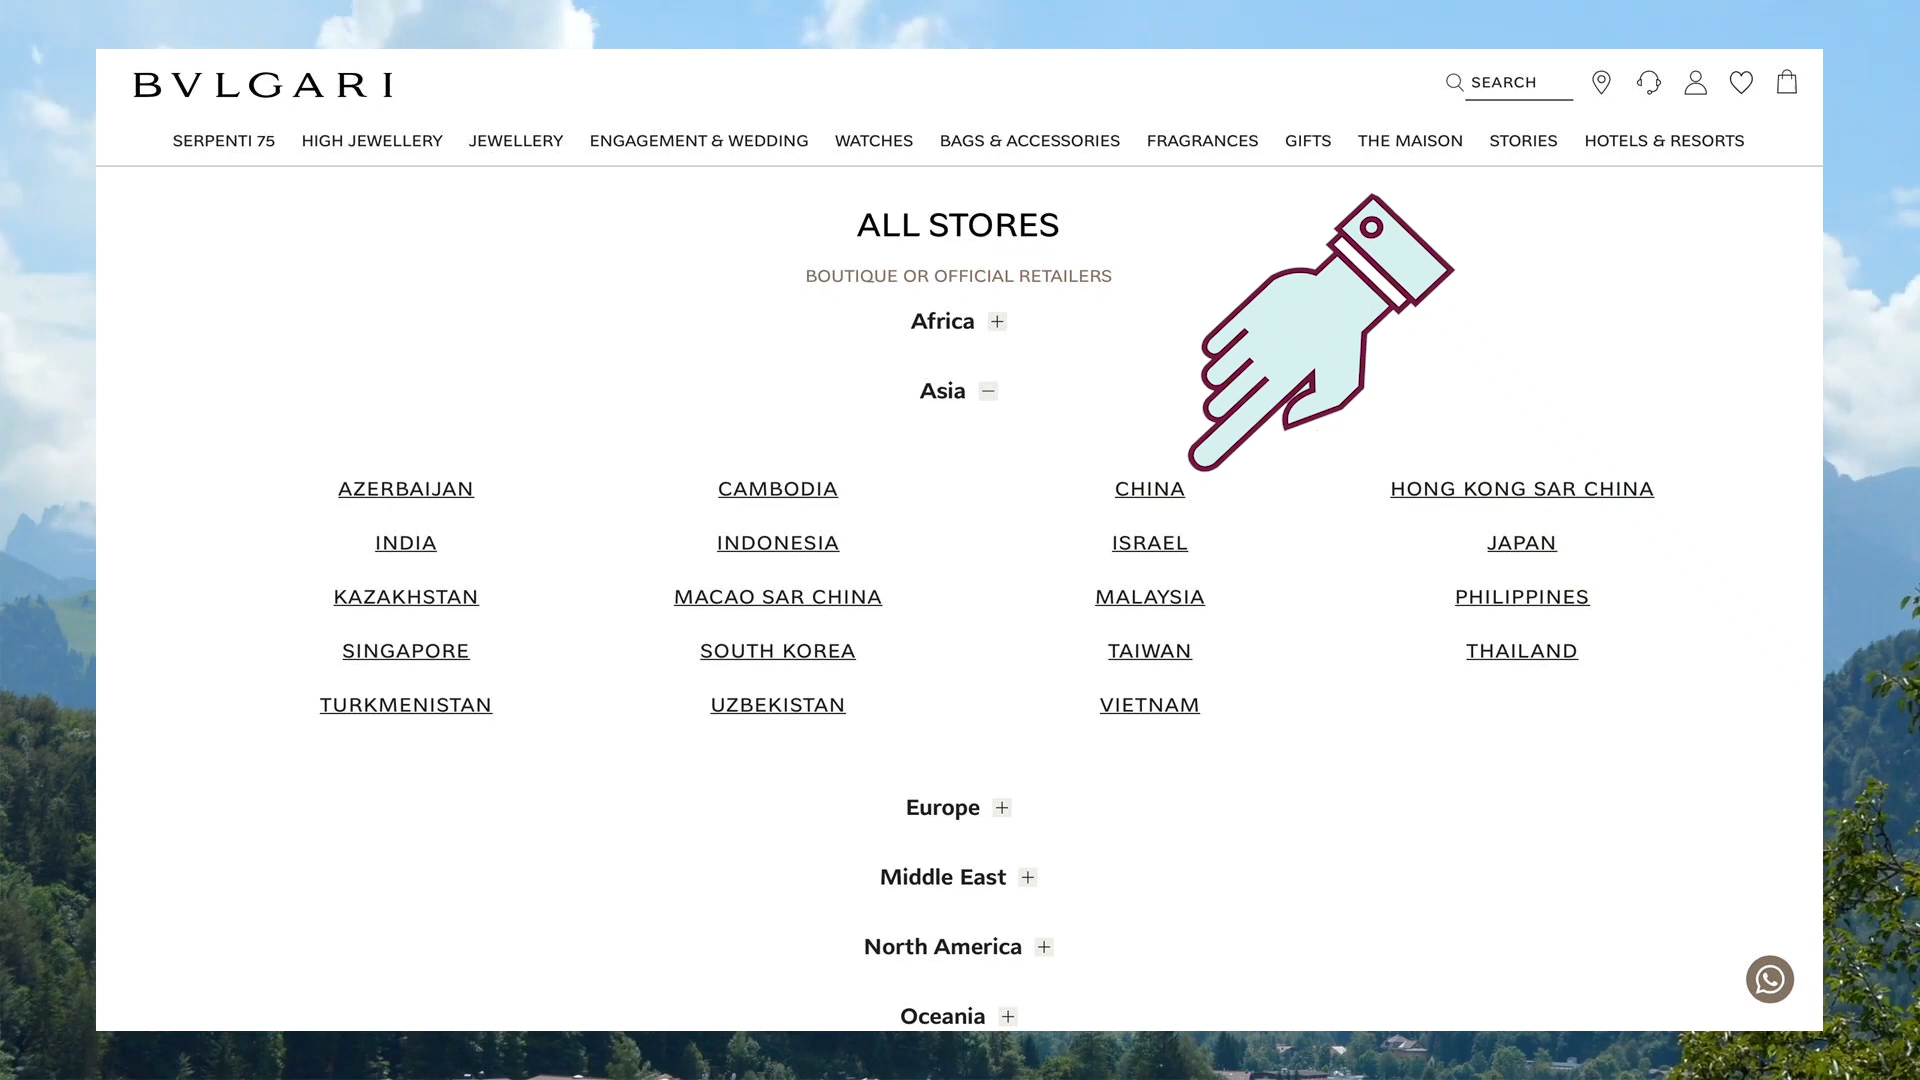 BVLGARI
SEARCH
SERPENTI 75 HIGH JEWELLERY JEWELLERY ENGAGEMENT & WEDDING WATCHES BAGS & ACCESSORIES FRAGRANCES GIFTS THE MAISON STORIES HOTELS & RESORTS
ALL STORES
BOUTIQUE OR OFFICIAL RETAILERS
Africa +
Asia −
AZERBAIJAN CAMBODIA CHINA HONG KONG SAR CHINA
INDIA INDONESIA ISRAEL JAPAN
KAZAKHSTAN MACAO SAR CHINA MALAYSIA PHILIPPINES
SINGAPORE SOUTH KOREA TAIWAN THAILAND
TURKMENISTAN UZBEKISTAN VIETNAM
Europe +
Middle East +
North America +
Oceania +